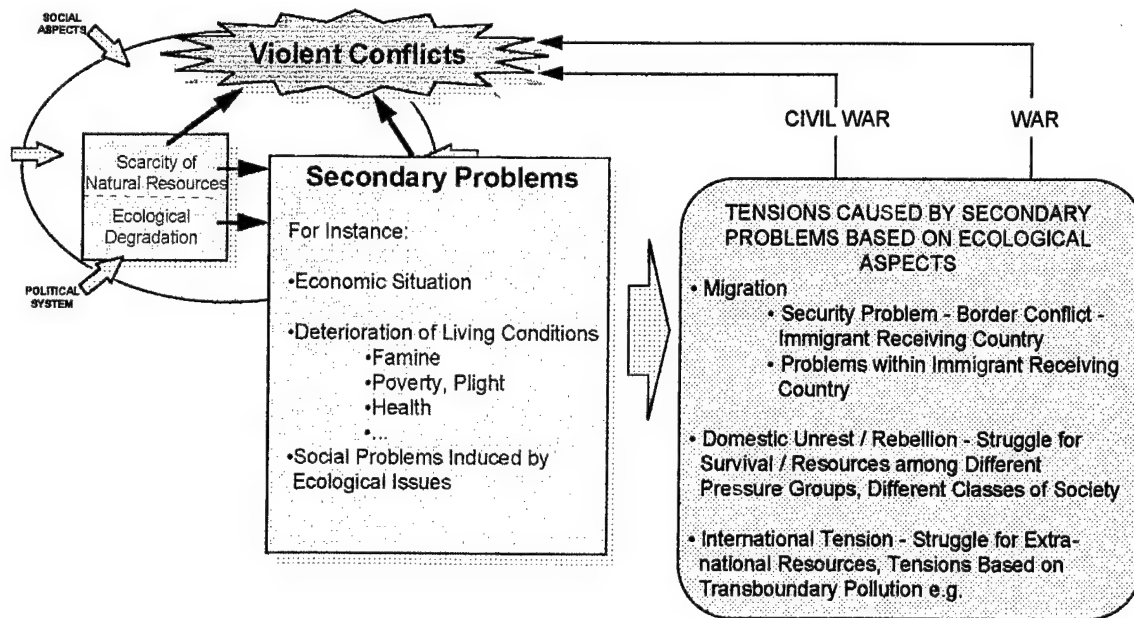 SOCIAL
ASPECTS
Violent Conflicts
CIVIL WAR
WAR
Scarcity of
Natural Resources
Ecological
Degradation
POLITICAL
SYSTEM
Secondary Problems
For Instance:
•Economic Situation
•Deterioration of Living Conditions
•Famine
•Poverty, Plight
•Health
•...
•Social Problems Induced by
Ecological Issues
TENSIONS CAUSED BY SECONDARY
PROBLEMS BASED ON ECOLOGICAL
ASPECTS
• Migration
• Security Problem - Border Conflict -
Immigrant Receiving Country
• Problems within Immigrant Receiving
Country
• Domestic Unrest / Rebellion - Struggle for
Survival / Resources among Different
Pressure Groups, Different Classes of Society
• International Tension - Struggle for Extra-
national Resources, Tensions Based on
Transboundary Pollution e.g.